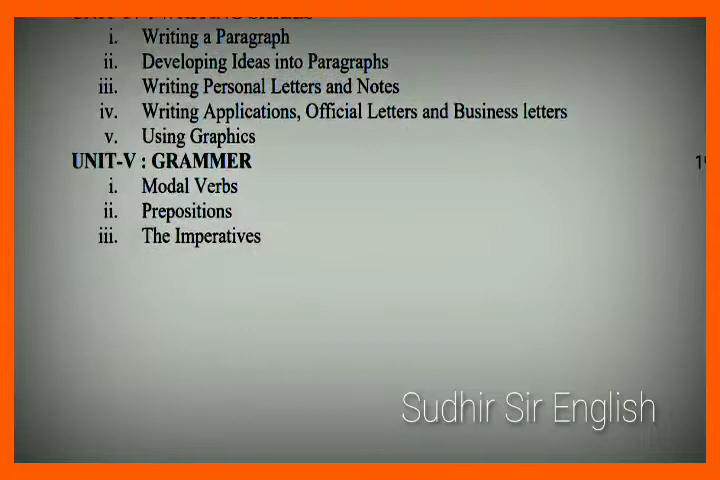 i. Writing a Paragraph
ii. Developing Ideas into Paragraphs
iii. Writing Personal Letters and Notes
iv. Writing Applications, Official Letters and Business letters
v. Using Graphics
UNIT-V : GRAMMER
i. Modal Verbs
ii. Prepositions
iii. The Imperatives
Sudhir Sir English